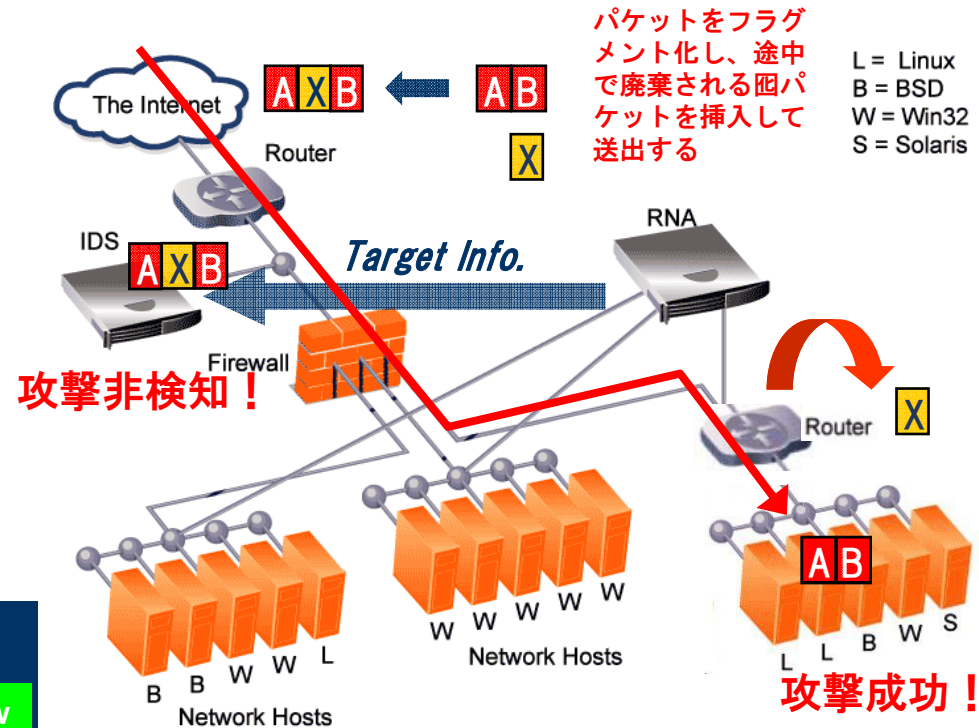 パケットをフラグ
メント化し、途中
で廃棄される囮パ
ケットを挿入して
送出する
L = Linux
B = BSD
W = Win32
S = Solaris
The Internet
A X B
A B
X
Router
RNA
IDS
A X B
Target Info.
Firewall
攻撃非検知！
Router
X
A B
B B W W L
Network Hosts
W W W W W
Network Hosts
L L B W S
攻撃成功！
w